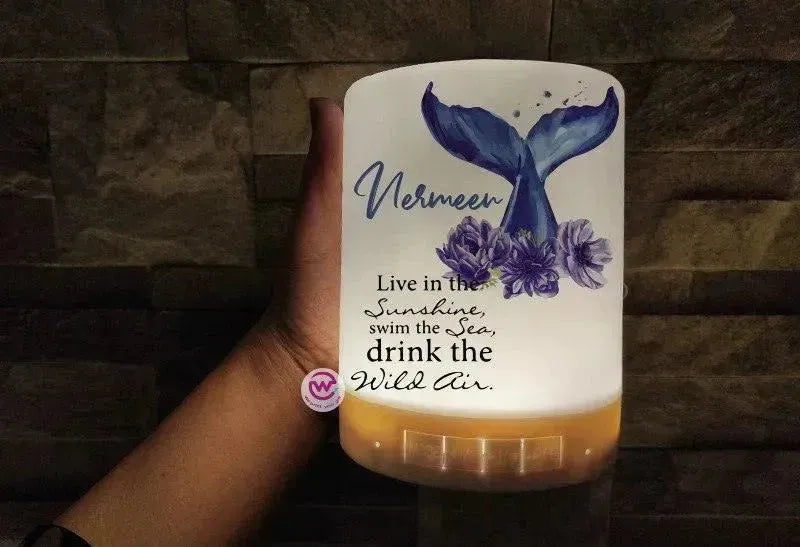 Nermeen
Live in the
Sunshine,
swim the Sea,
drink the
Wild Air.